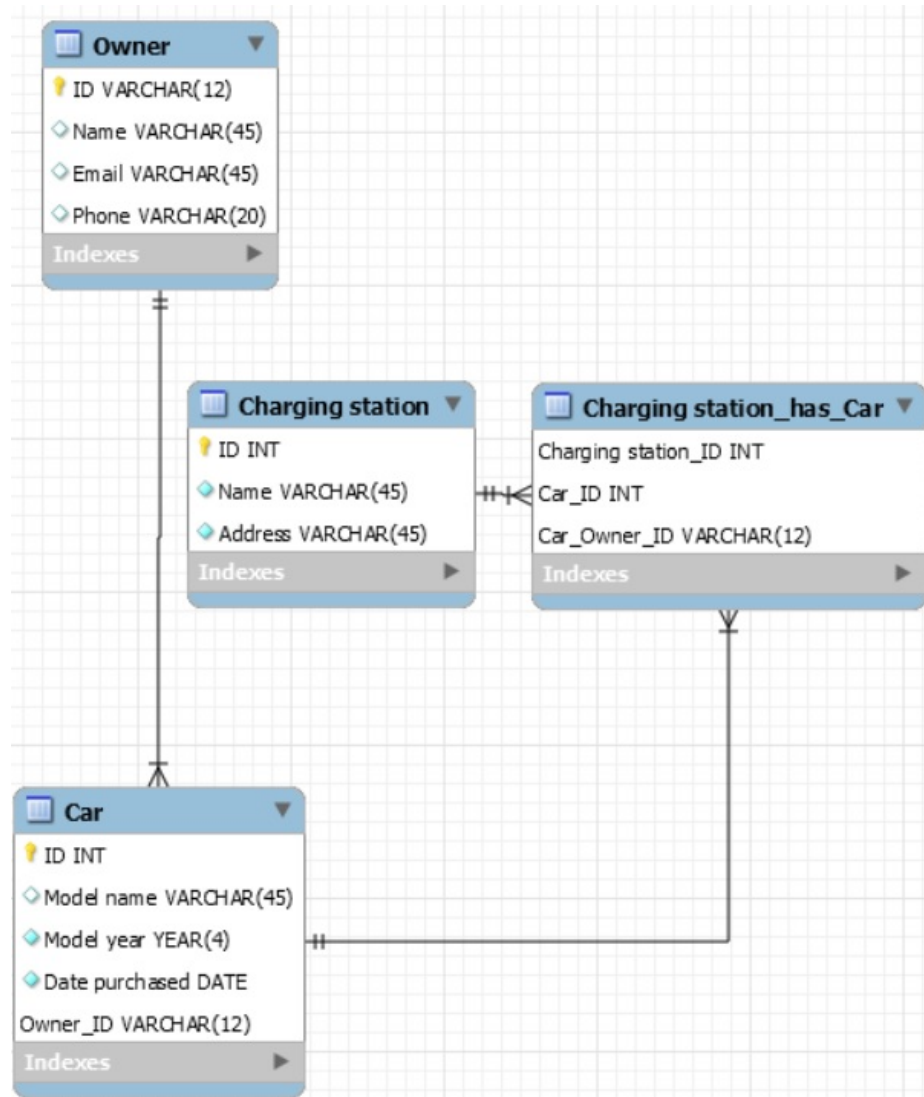 Owner
ID VARCHAR(12)
Name VARCHAR(45)
Email VARCHAR(45)
Phone VARCHAR(20)
Indexes
Charging station
ID INT
Name VARCHAR(45)
Address VARCHAR(45)
Indexes
Charging station_has_Car
Charging station_ID INT
Car_ID INT
Car_Owner_ID VARCHAR(12)
Indexes
Car
ID INT
Model name VARCHAR(45)
Model year YEAR(4)
Date purchased DATE
Owner_ID VARCHAR(12)
Indexes